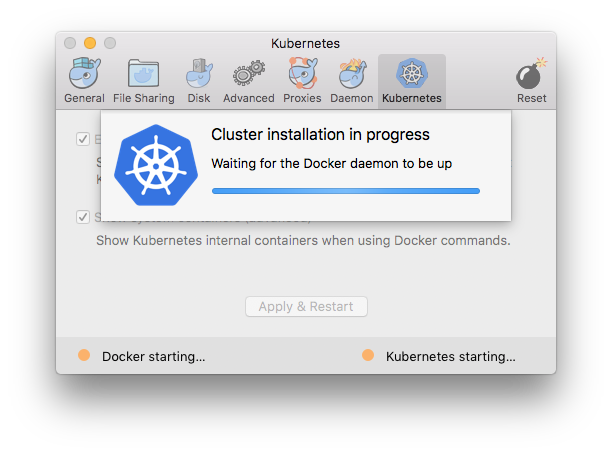 Kubernetes
General File Sharing Disk Advanced Proxies Daemon Kubernetes Reset
Cluster installation in progress
Waiting for the Docker daemon to be up
Show Kubernetes internal containers when using Docker commands.
Apply & Restart
Docker starting... Kubernetes starting...